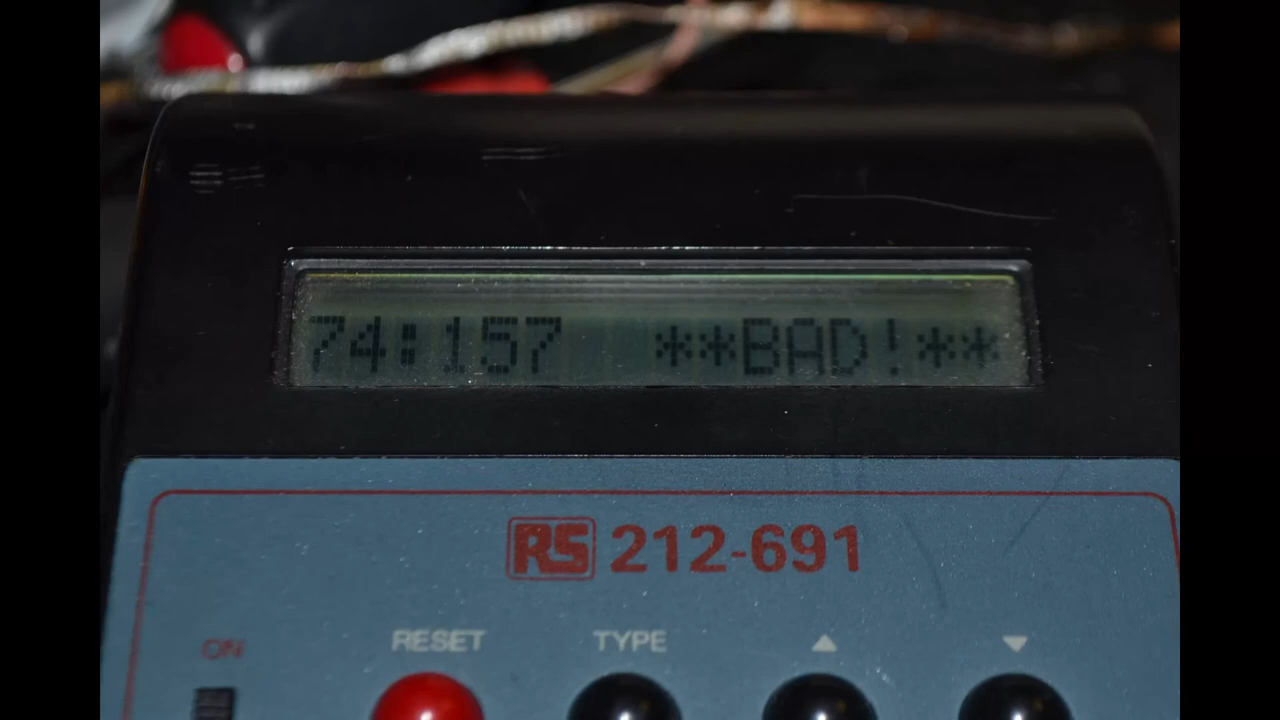 74:157 **BAD!**
RS 212-691
ON RESET TYPE ▲ ▼